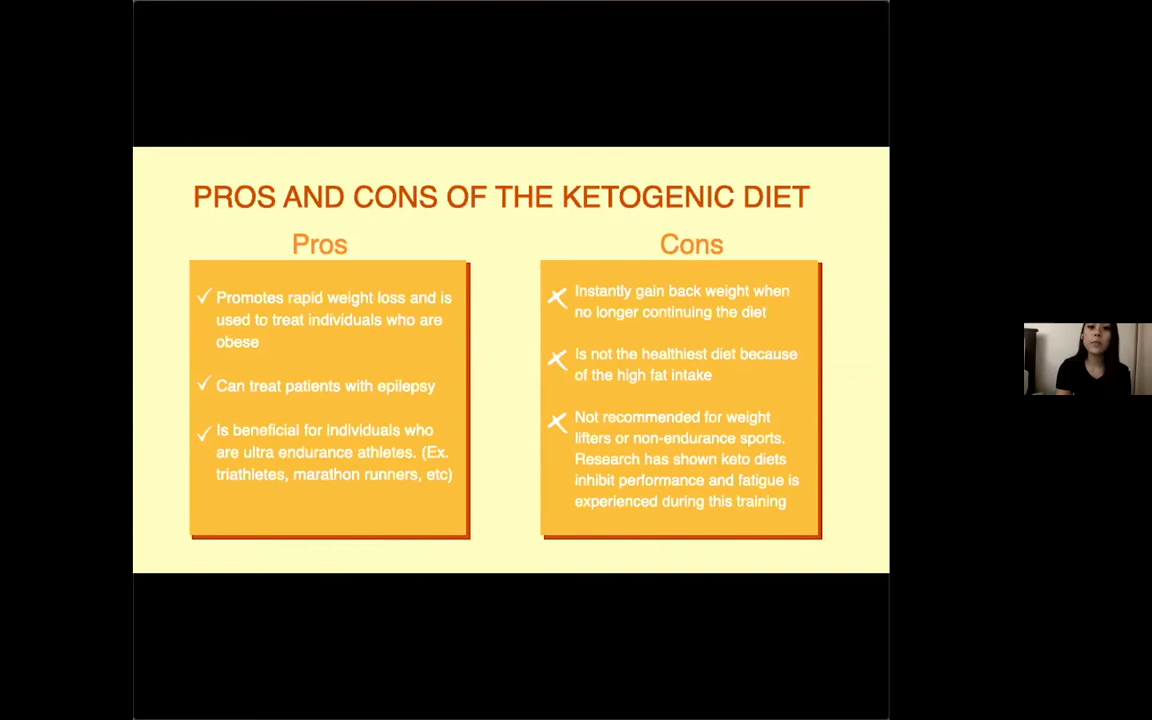 PROS AND CONS OF THE KETOGENIC DIET
Pros
Promotes rapid weight loss and is
used to treat individuals who are
obese
Can treat patients with epilepsy
Is beneficial for individuals who
are ultra endurance athletes. (Ex.
triathletes, marathon runners, etc)
Cons
Instantly gain back weight when
no longer continuing the diet
Is not the healthiest diet because
of the high fat intake
Not recommended for weight
lifters or non-endurance sports.
Research has shown keto diets
inhibit performance and fatigue is
experienced during this training